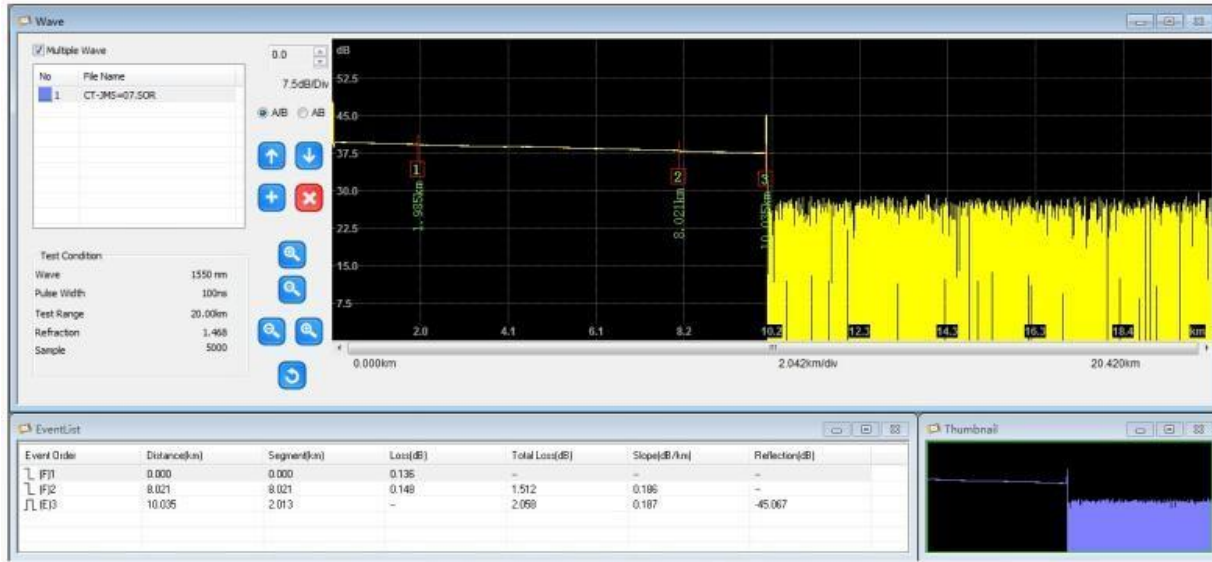 Wave
Multiple Wave
No File Name
1 CT-JMS=07.SOR
0.0
7.5dB/Div
A/B AB
Test Condition
Wave 1550 nm
Pulse Width 100ns
Test Range 20.00km
Refraction 1.468
Sample 5000
dB
52.5
45.0
37.5
30.0
22.5
15.0
7.5
1
1.985km
2
8.021km
3
10.035km
2.0 4.1 6.1 8.2 10.2 12.3 14.3 16.3 18.4 km
0.000km 2.042km/div 20.420km
EventList
Event Order Distance(km) Segment(km) Loss(dB) Total Loss(dB) Slope(dB/km) Reflection(dB)
(F)1 0.000 0.000 0.136 – – –
(F)2 8.021 8.021 0.148 1.512 0.186 –
(E)3 10.035 2.013 – 2.058 0.187 -45.067
Thumbnail